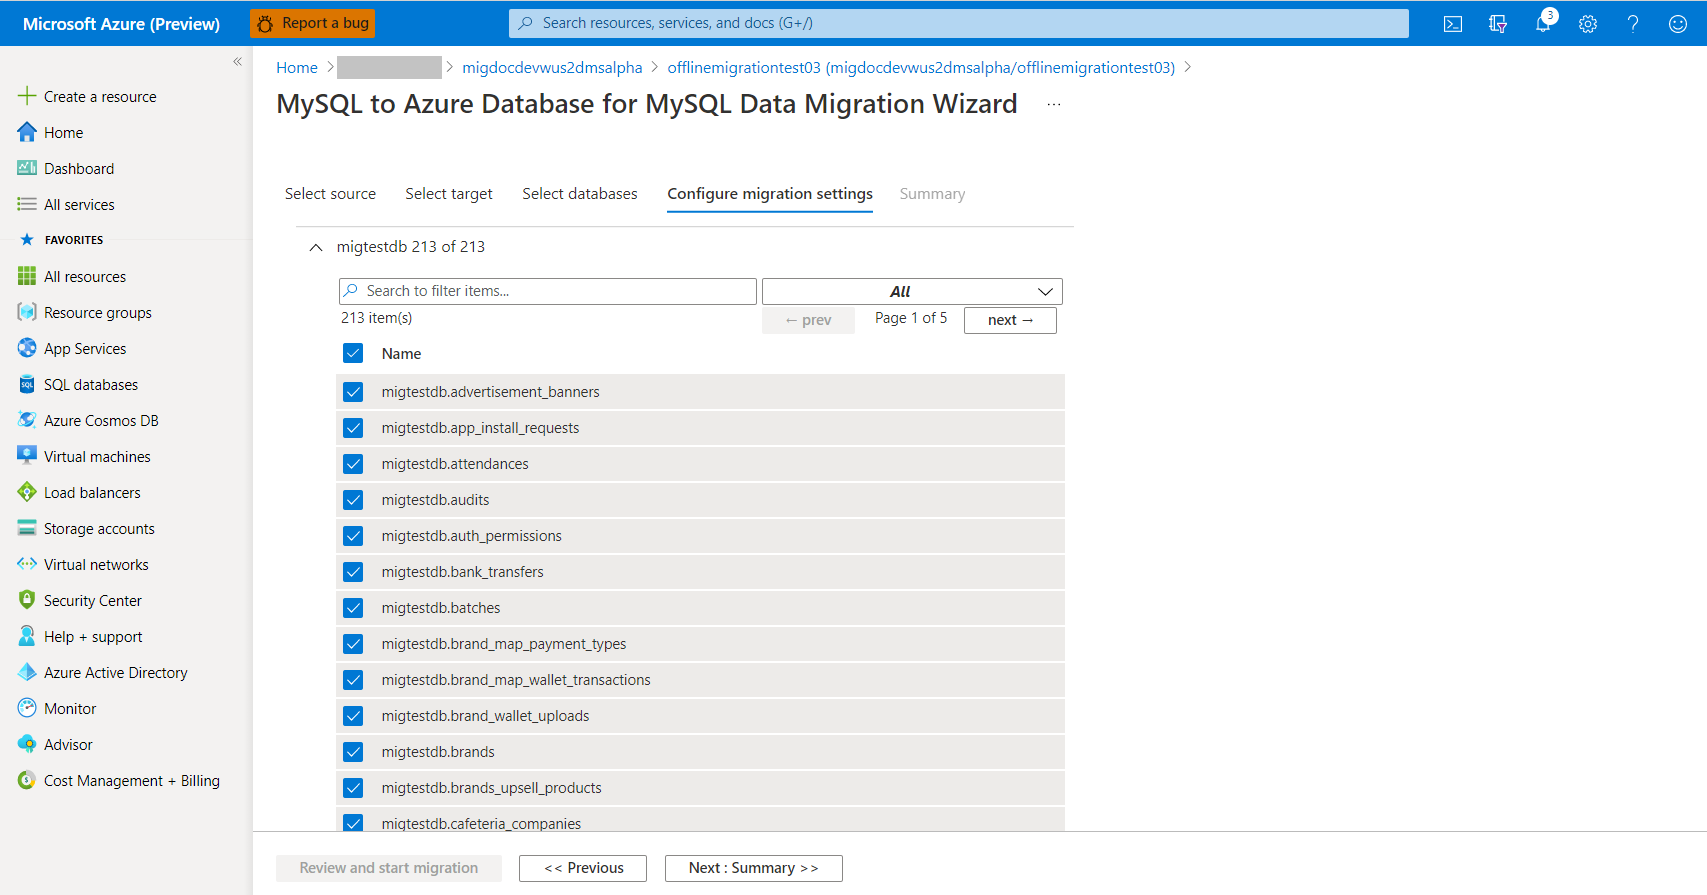 Microsoft Azure (Preview)
Report a bug
Search resources, services, and docs (G+/)
3
Home > > migdocdevwus2dmsalpha > offlinemigrationtest03 (migdocdevwus2dmsalpha/offlinemigrationtest03) >
MySQL to Azure Database for MySQL Data Migration Wizard ...
Create a resource
Home
Dashboard
All services
FAVORITES
All resources
Resource groups
App Services
SQL databases
Azure Cosmos DB
Virtual machines
Load balancers
Storage accounts
Virtual networks
Security Center
Help + support
Azure Active Directory
Monitor
Advisor
Cost Management + Billing
Select source Select target Select databases Configure migration settings Summary
migtestdb 213 of 213
Search to filter items...
All
213 item(s)
← prev Page 1 of 5 next →
Name
migtestdb.advertisement_banners
migtestdb.app_install_requests
migtestdb.attendances
migtestdb.audits
migtestdb.auth_permissions
migtestdb.bank_transfers
migtestdb.batches
migtestdb.brand_map_payment_types
migtestdb.brand_map_wallet_transactions
migtestdb.brand_wallet_uploads
migtestdb.brands
migtestdb.brands_upsell_products
migtestdb.cafeteria_companies
Review and start migration << Previous Next : Summary >>